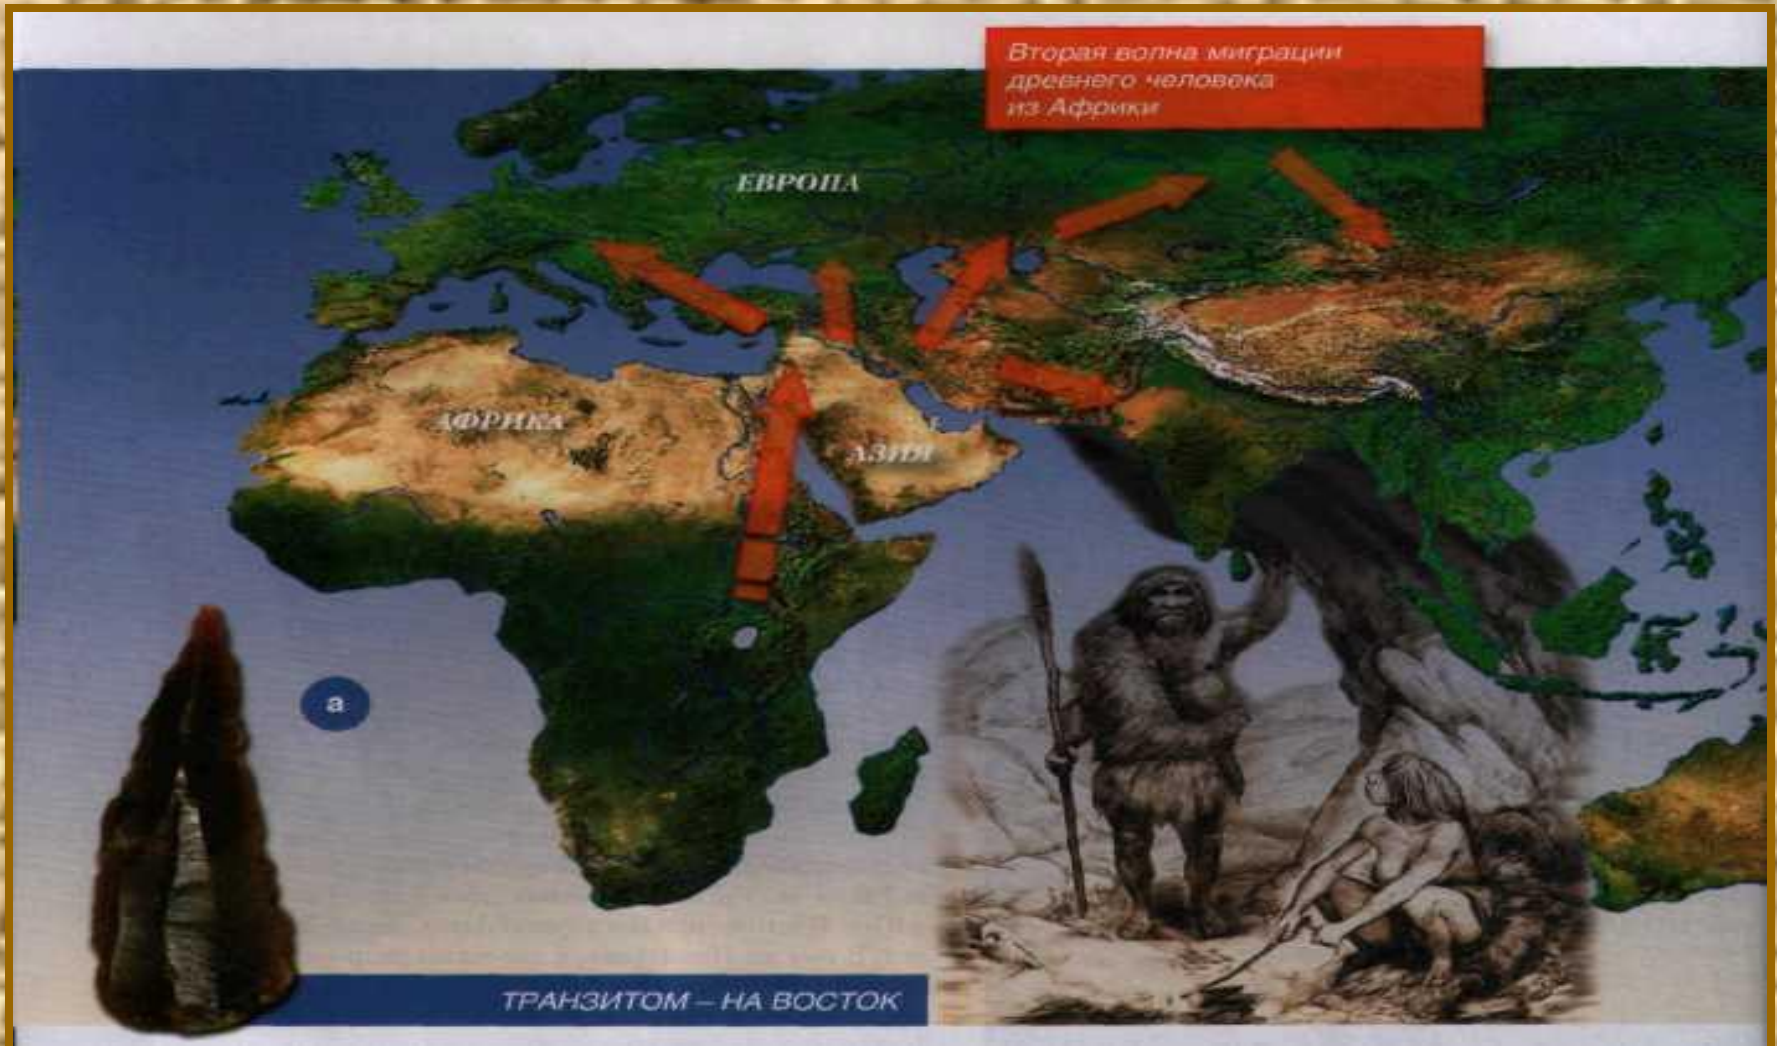 Вторая волна миграции
древнего человека
из Африки
ЕВРОПА
АФРИКА
АЗИЯ
а
ТРАНЗИТОМ – НА ВОСТОК